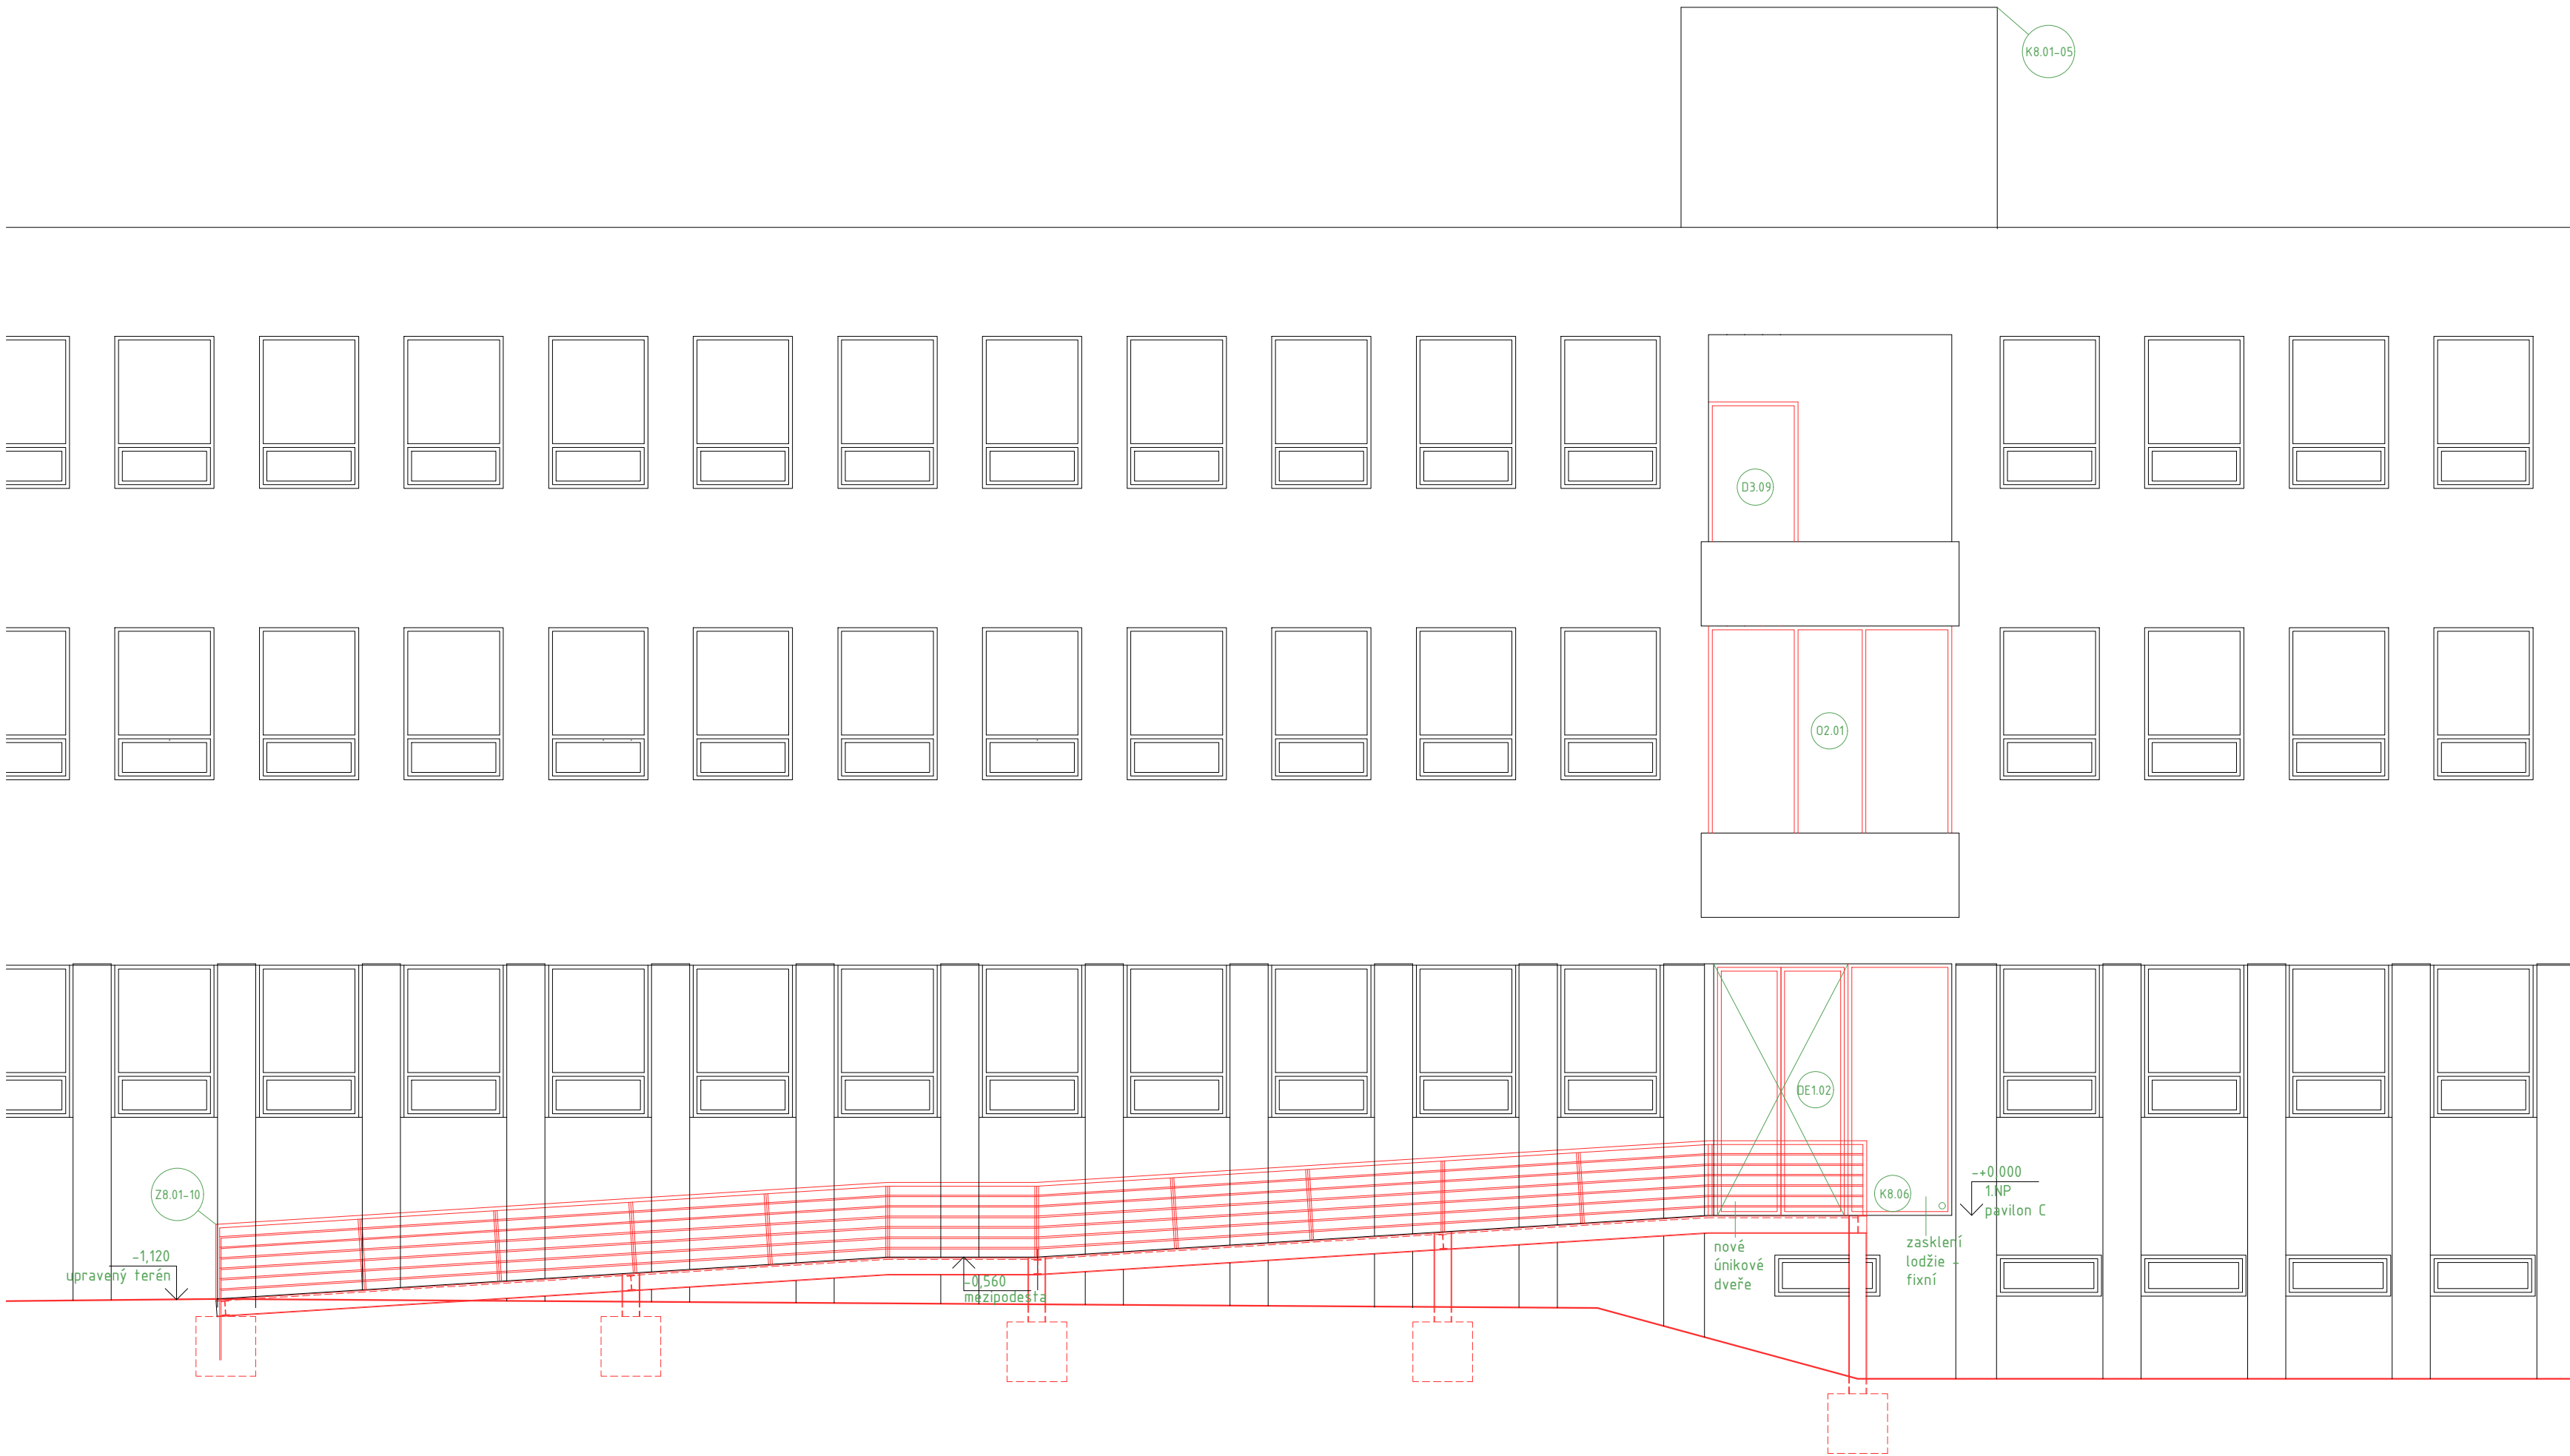 K8.01-05
D3.09
O2.01
DE1.02
Z8.01-10
-1,120
upravený terén
-0,560
mezipodesta
nové
únikové
dveře
K8.06
zasklení
lodžie -
fixní
-+0,000
1.NP
pavilon C